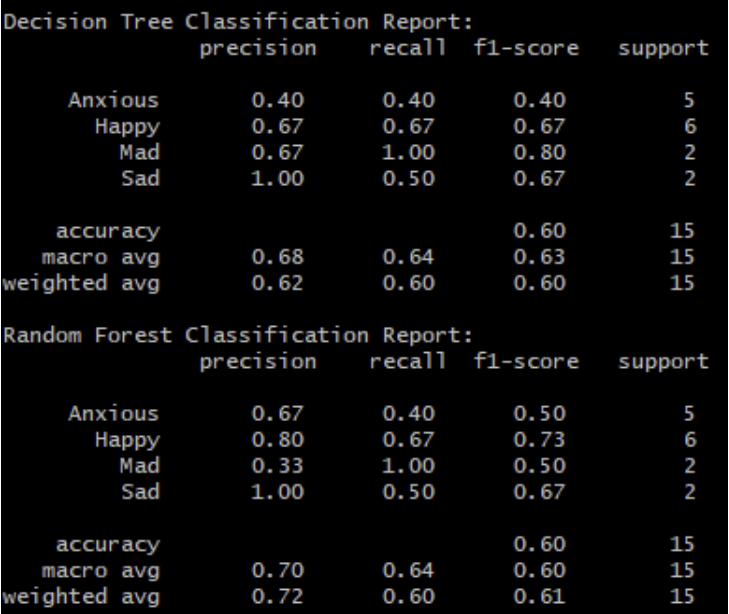 Decision Tree Classification Report:
precision recall f1-score support
Anxious 0.40 0.40 0.40 5
Happy 0.67 0.67 0.67 6
Mad 0.67 1.00 0.80 2
Sad 1.00 0.50 0.67 2
accuracy 0.60 15
macro avg 0.68 0.64 0.63 15
weighted avg 0.62 0.60 0.60 15
Random Forest Classification Report:
precision recall f1-score support
Anxious 0.67 0.40 0.50 5
Happy 0.80 0.67 0.73 6
Mad 0.33 1.00 0.50 2
Sad 1.00 0.50 0.67 2
accuracy 0.60 15
macro avg 0.70 0.64 0.60 15
weighted avg 0.72 0.60 0.61 15